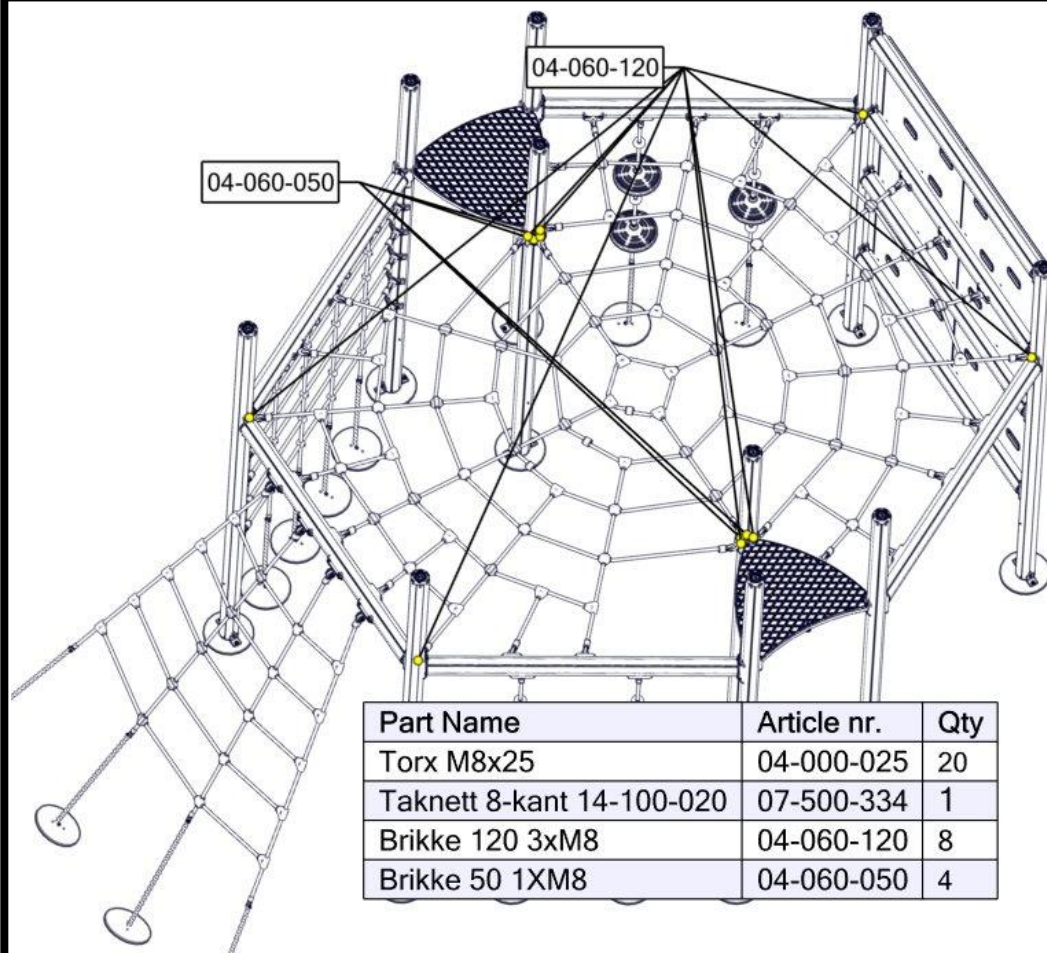 04-060-120
04-060-050
Part Name Article nr. Qty
Torx M8x25 04-000-025 20
Taknett 8-kant 14-100-020 07-500-334 1
Brikke 120 3xM8 04-060-120 8
Brikke 50 1XM8 04-060-050 4